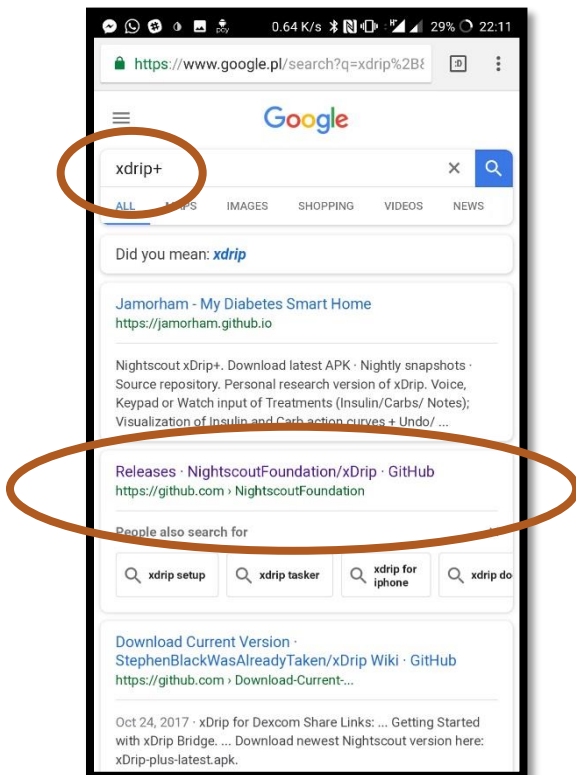 pcy 0.64 K/s 29% 22:11
https://www.google.pl/search?q=xdrip%2B8
Google
xdrip+
ALL MAPS IMAGES SHOPPING VIDEOS NEWS
Did you mean: xdrip
Jamorham - My Diabetes Smart Home
https://jamorham.github.io
Nightscout xDrip+. Download latest APK · Nightly snapshots ·
Source repository. Personal research version of xDrip. Voice,
Keypad or Watch input of Treatments (Insulin/Carbs/ Notes);
Visualization of Insulin and Carb action curves + Undo/ ...
Releases · NightscoutFoundation/xDrip · GitHub
https://github.com › NightscoutFoundation
People also search for
xdrip setup xdrip tasker xdrip for xdrip do
iphone
Download Current Version ·
StephenBlackWasAlreadyTaken/xDrip Wiki · GitHub
https://github.com › Download-Current-...
Oct 24, 2017 · xDrip for Dexcom Share Links: ... Getting Started
with xDrip Bridge. ... Download newest Nightscout version here:
xDrip-plus-latest.apk.